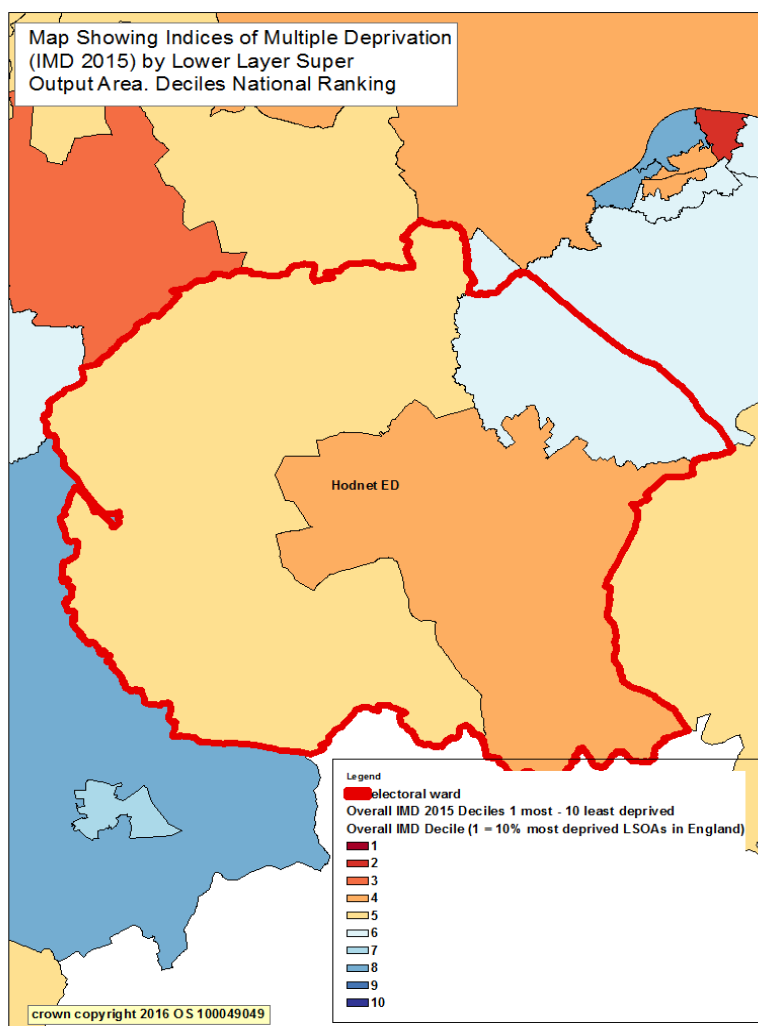 Map Showing Indices of Multiple Deprivation
(IMD 2015) by Lower Layer Super
Output Area. Deciles National Ranking
Hodnet ED
Legend
electoral ward
Overall IMD 2015 Deciles 1 most - 10 least deprived
Overall IMD Decile (1 = 10% most deprived LSOAs in England)
1
2
3
4
5
6
7
8
9
10
crown copyright 2016 OS 100049049